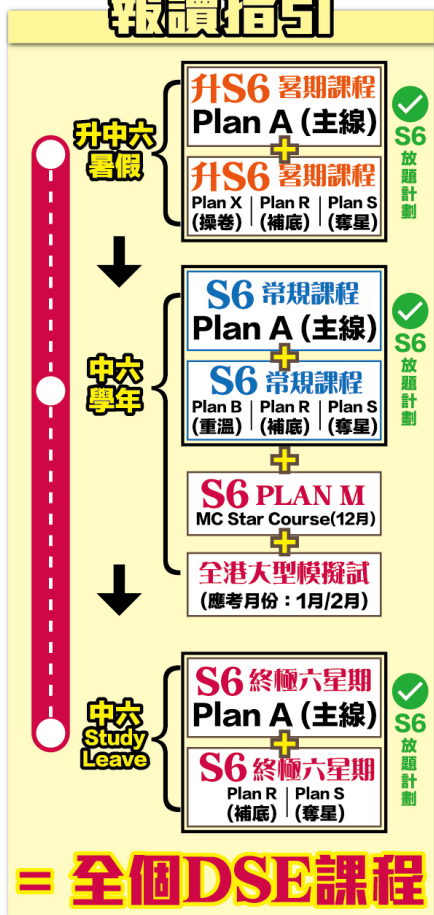 報讀指引
升中六
暑假
升S6 暑期課程
Plan A (主線)
+
升S6 暑期課程
Plan X | Plan R | Plan S
(操卷) | (補底) | (奪星)
S6
放
題
計
劃
中六
學年
S6 常規課程
Plan A (主線)
+
S6 常規課程
Plan B | Plan R | Plan S
(重溫) | (補底) | (奪星)
S6
放
題
計
劃
+
S6 PLAN M
MC Star Course(12月)
+
全港大型模擬試
(應考月份：1月/2月)
中六
Study
Leave
S6 終極六星期
Plan A (主線)
+
S6 終極六星期
Plan R | Plan S
(補底) | (奪星)
S6
放
題
計
劃
= 全個DSE課程